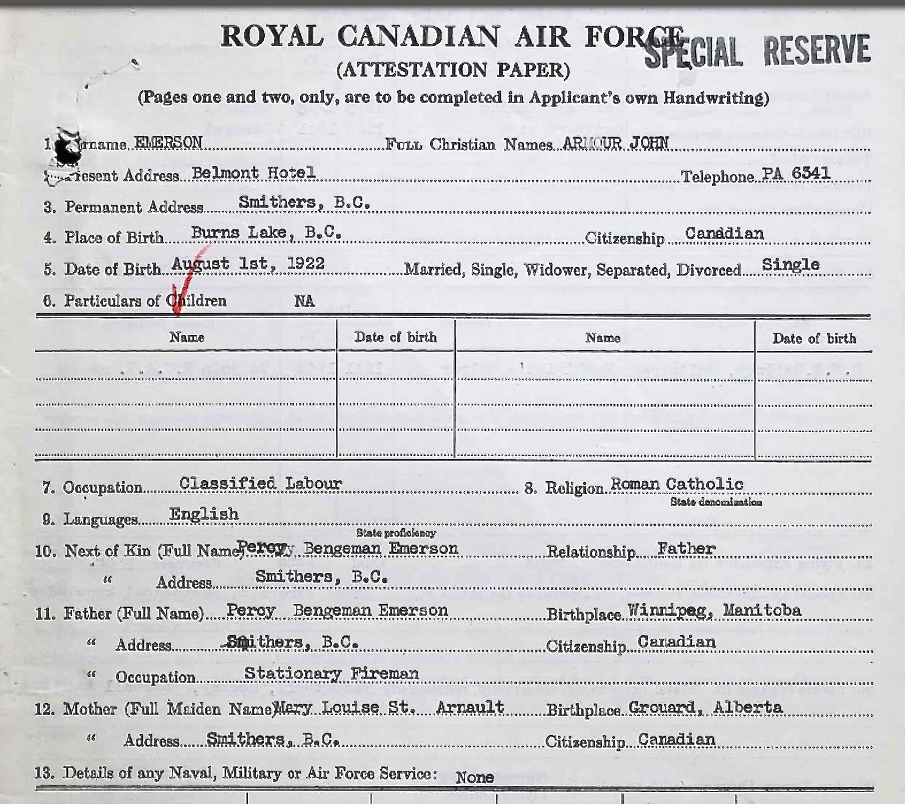 ROYAL CANADIAN AIR FORCE
SPECIAL RESERVE
(ATTESTATION PAPER)
(Pages one and two, only, are to be completed in Applicant's own Handwriting)
1. Surname EMERSON Full Christian Names ARMOUR JOHN
Present Address Belmont Hotel Telephone PA 6341
3. Permanent Address Smithers, B.C.
4. Place of Birth Burns Lake, B.C. Citizenship Canadian
5. Date of Birth August 1st, 1922 Married, Single, Widower, Separated, Divorced Single
6. Particulars of Children NA
Name Date of birth Name Date of birth
7. Occupation Classified Labour 8. Religion Roman Catholic
State denomination
9. Languages English
State proficiency
10. Next of Kin (Full Name) Percy Bengeman Emerson Relationship Father
" Address Smithers, B.C.
11. Father (Full Name) Percy Bengeman Emerson Birthplace Winnipeg, Manitoba
" Address Smithers, B.C. Citizenship Canadian
" Occupation Stationary Fireman
12. Mother (Full Maiden Name) Mary Louise St. Arnault Birthplace Grouard, Alberta
" Address Smithers, B.C. Citizenship Canadian
13. Details of any Naval, Military or Air Force Service: None